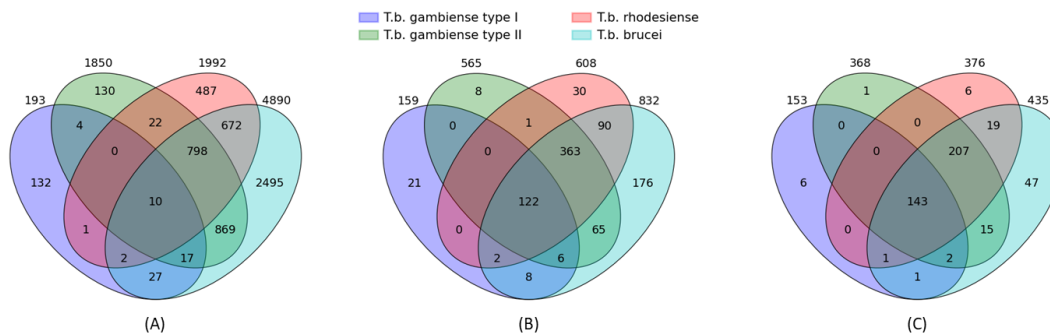 T.b. gambiense type I T.b. rhodesiense
T.b. gambiense type II T.b. brucei
1850 1992
193 130 487 4890
4 22 672
0 798
132 2495
10
1 869
2 17
27
(A)
565 608
159 8 30 832
0 1 90
0 363
21 176
122
0 65
2 6
8
(B)
368 376
153 1 6 435
0 0 19
0 207
6 47
143
0 15
1 2
1
(C)